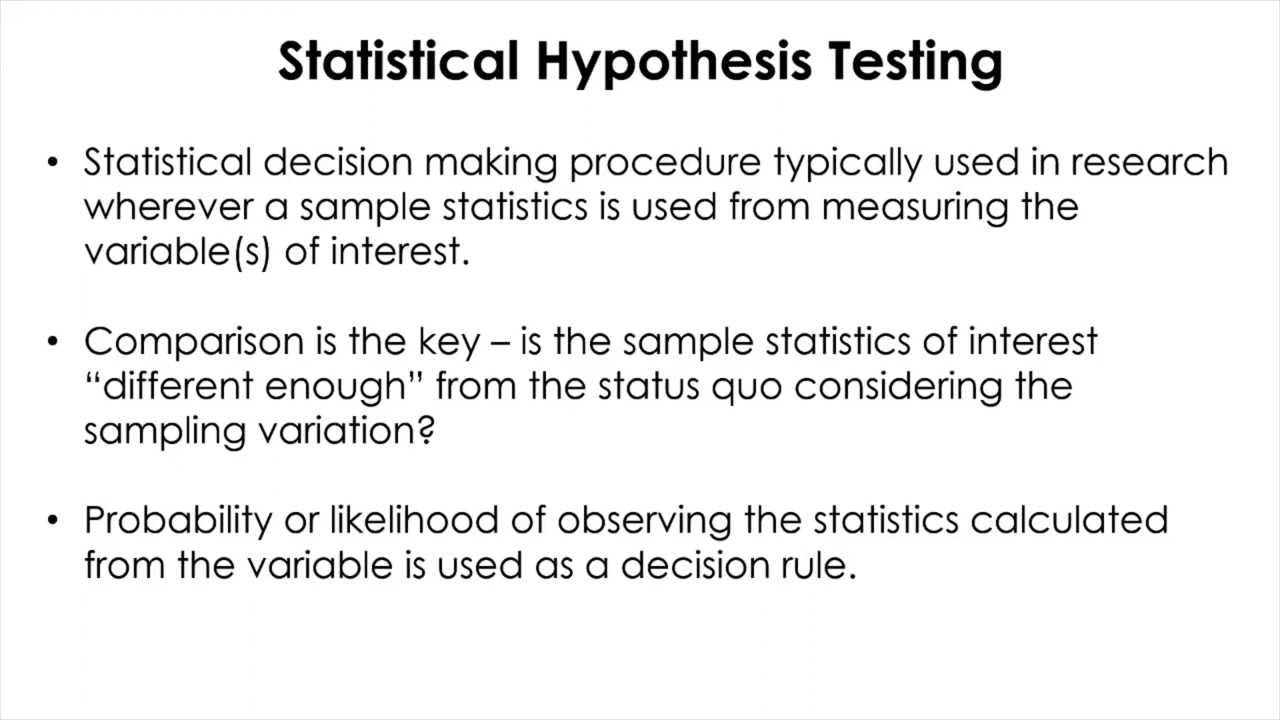 Statistical Hypothesis Testing
• Statistical decision making procedure typically used in research
wherever a sample statistics is used from measuring the
variable(s) of interest.
• Comparison is the key – is the sample statistics of interest
“different enough” from the status quo considering the
sampling variation?
• Probability or likelihood of observing the statistics calculated
from the variable is used as a decision rule.